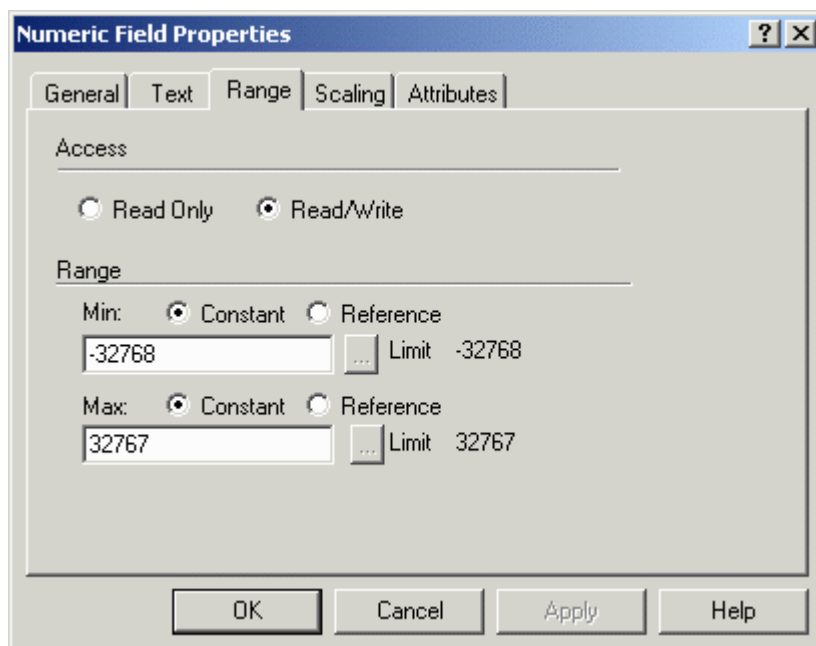 Numeric Field Properties
General Text Range Scaling Attributes
Access
Read Only Read/Write
Range
Min: Constant Reference
-32768 ... Limit -32768
Max: Constant Reference
32767 ... Limit 32767
OK Cancel Apply Help